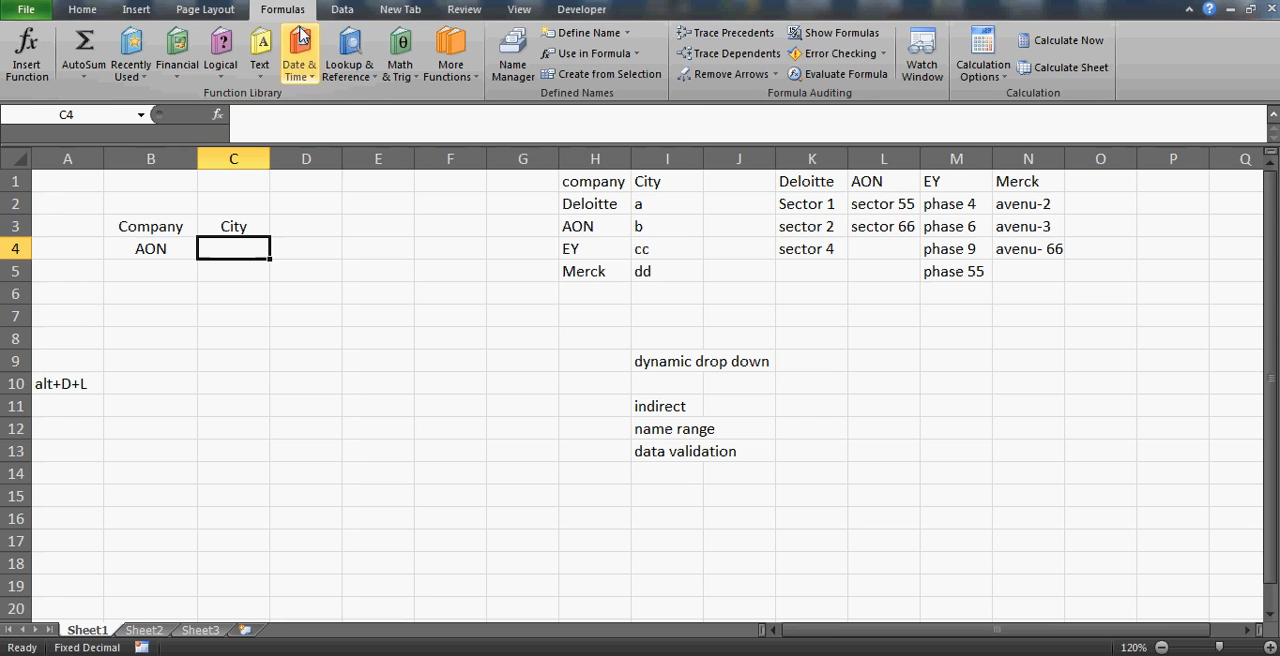 File Home Insert Page Layout Formulas Data New Tab Review View Developer
fx Σ A θ
Insert Function AutoSum Recently Used Financial Logical Text Date & Time Lookup & Reference Math & Trig More Functions
Function Library
Name Manager Define Name Use in Formula Create from Selection
Defined Names
Trace Precedents Trace Dependents Remove Arrows Show Formulas Error Checking Evaluate Formula
Formula Auditing
Watch Window
Calculation Options Calculate Now Calculate Sheet
Calculation
C4 fx
A B C D E F G H I J K L M N O P Q
1 company City Deloitte AON EY Merck
2 Deloitte a Sector 1 sector 55 phase 4 avenu-2
3 Company City AON b sector 2 sector 66 phase 6 avenu-3
4 AON EY cc sector 4 phase 9 avenu- 66
5 Merck dd phase 55
6
7
8
9 dynamic drop down
10 alt+D+L
11 indirect
12 name range
13 data validation
14
15
16
17
18
19
20
Sheet1 Sheet2 Sheet3
Ready Fixed Decimal 120%